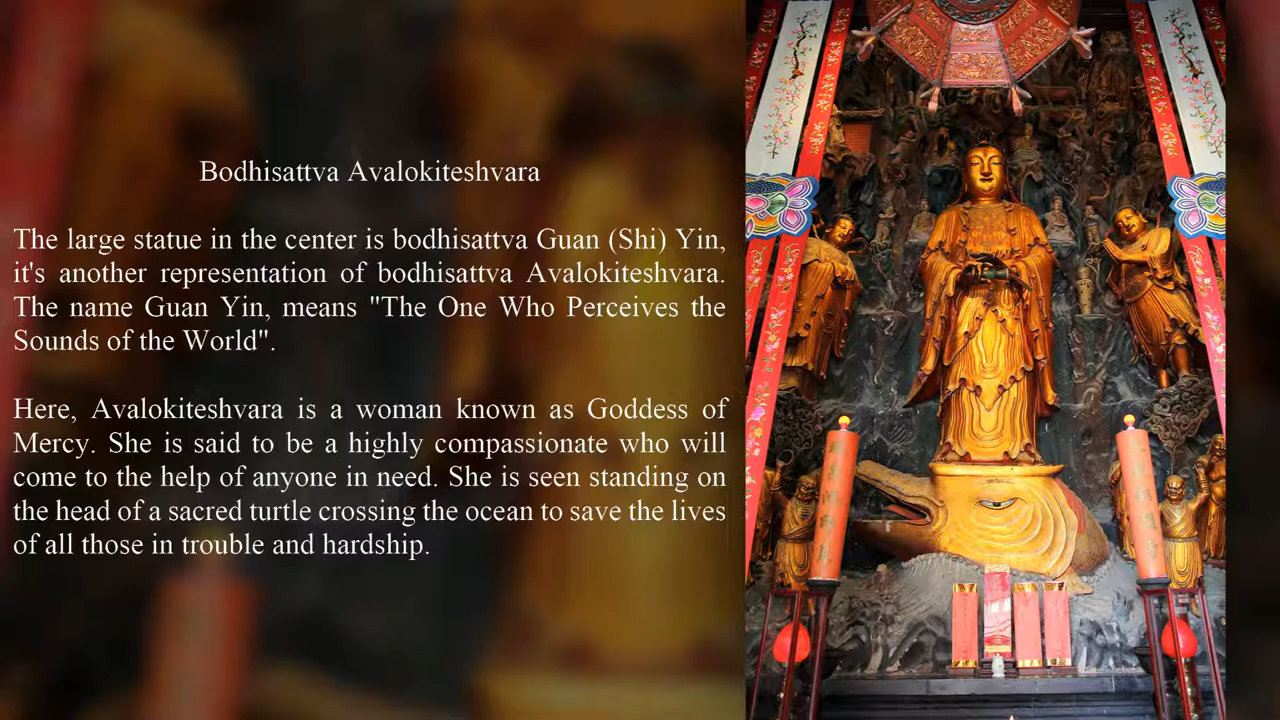 Bodhisattva Avalokiteshvara
The large statue in the center is bodhisattva Guan (Shi) Yin,
it's another representation of bodhisattva Avalokiteshvara.
The name Guan Yin, means "The One Who Perceives the
Sounds of the World".
Here, Avalokiteshvara is a woman known as Goddess of
Mercy. She is said to be a highly compassionate who will
come to the help of anyone in need. She is seen standing on
the head of a sacred turtle crossing the ocean to save the lives
of all those in trouble and hardship.